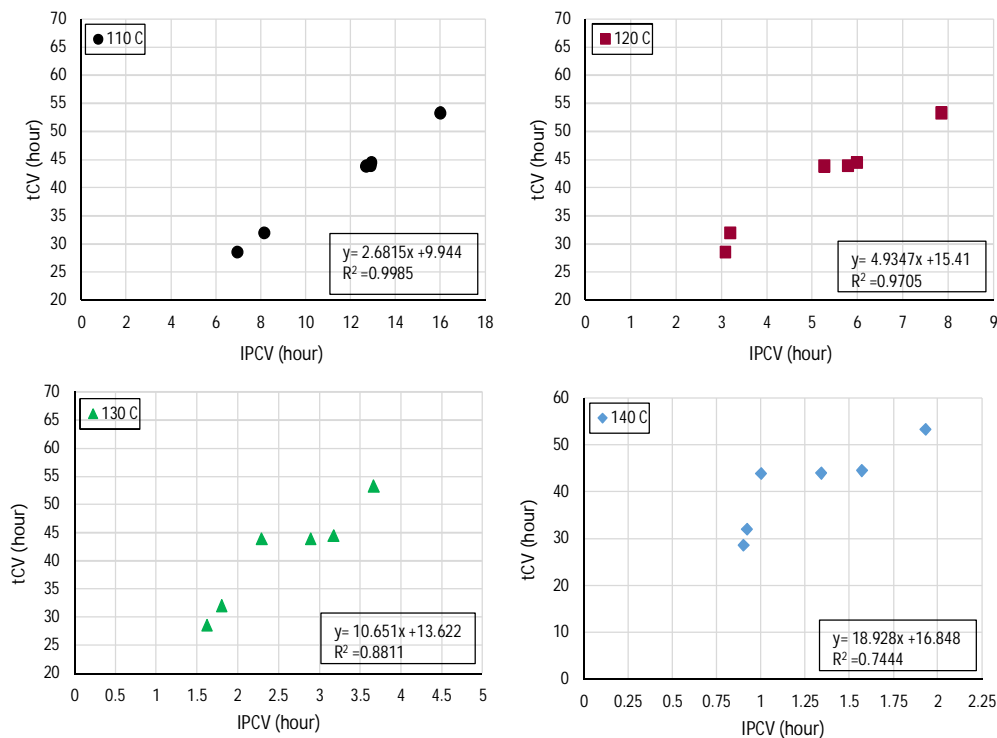 110 C
tCV (hour)
70
65
60
55
50
45
40
35
30
25
20
y= 2.6815x +9.944
R² =0.9985
0 2 4 6 8 10 12 14 16 18
IPCV (hour)
120 C
tCV (hour)
70
65
60
55
50
45
40
35
30
25
20
y= 4.9347x +15.41
R² =0.9705
0 1 2 3 4 5 6 7 8 9
IPCV (hour)
130 C
tCV (hour)
70
65
60
55
50
45
40
35
30
25
20
y= 10.651x +13.622
R² =0.8811
0 0.5 1 1.5 2 2.5 3 3.5 4 4.5 5
IPCV (hour)
140 C
tCV (hour)
60
50
40
30
20
10
0
y= 18.928x +16.848
R² =0.7444
0 0.25 0.5 0.75 1 1.25 1.5 1.75 2 2.25
IPCV (hour)